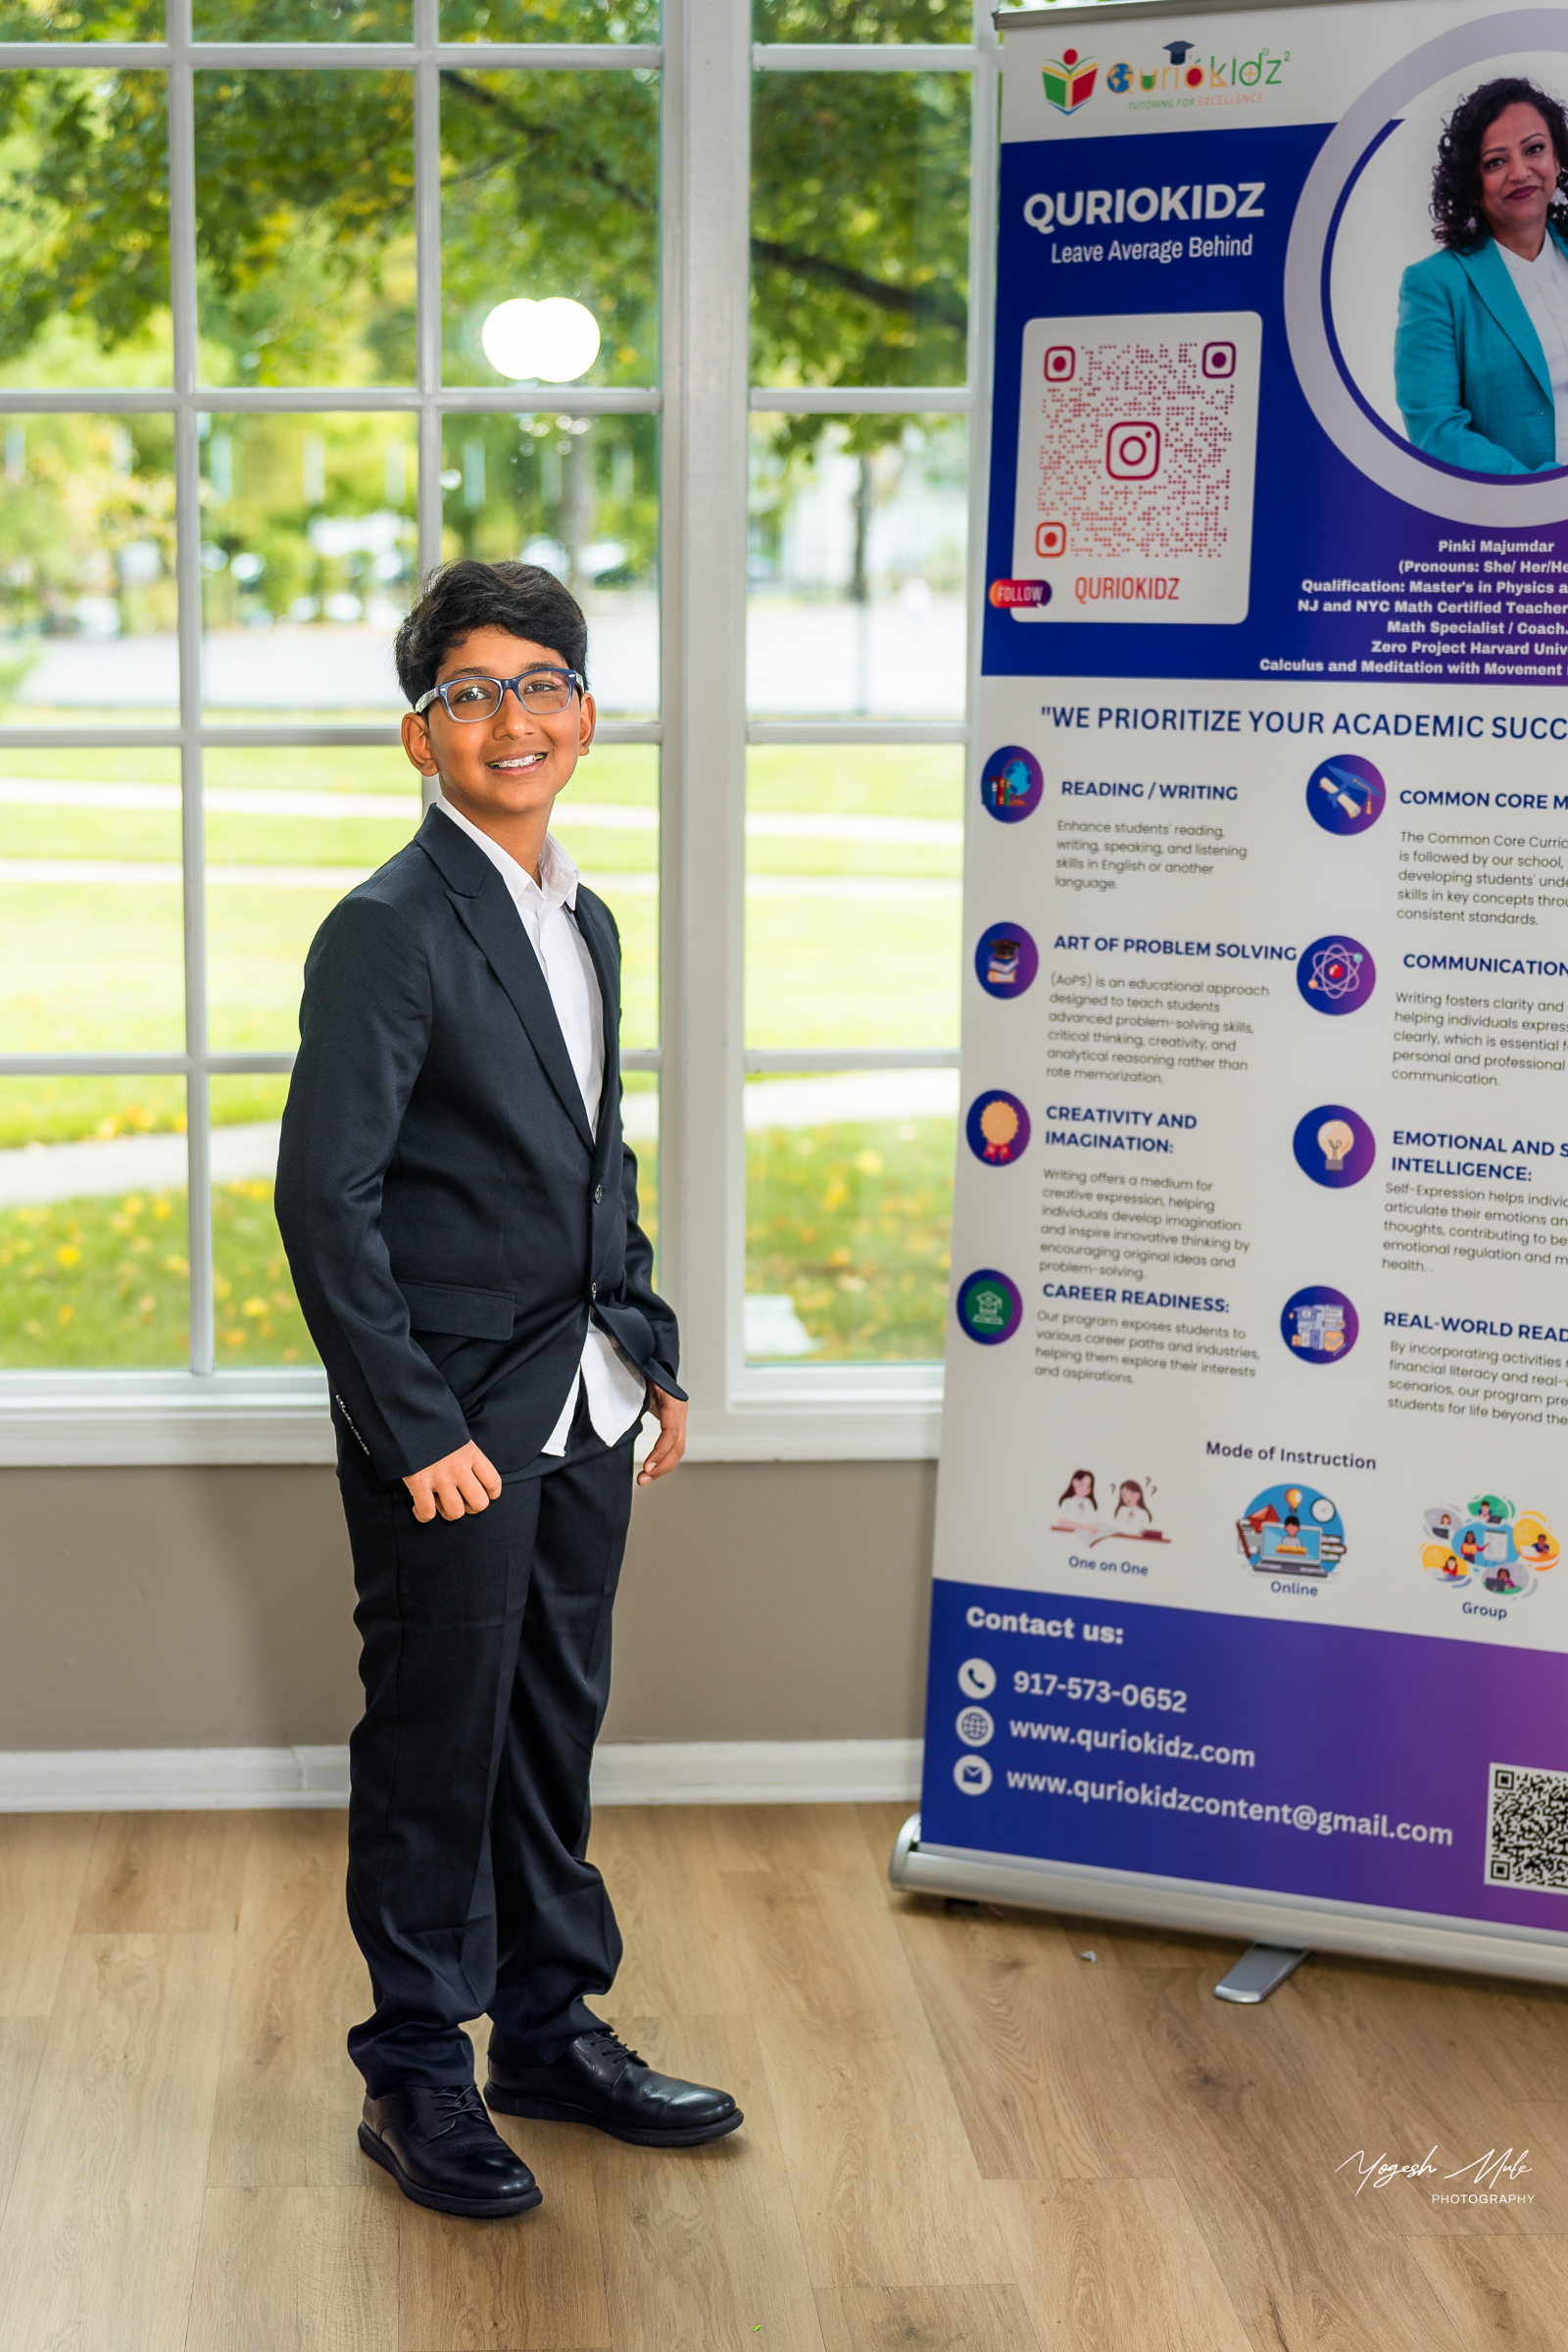 Quriokidz²
TUTORING FOR EXCELLENCE
QURIOKIDZ
Leave Average Behind
FOLLOW
QURIOKIDZ
Pinki Majumdar
(Pronouns: She/ Her/He
Qualification: Master's in Physics a
NJ and NYC Math Certified Teacher
Math Specialist / Coach.
Zero Project Harvard Univ
Calculus and Meditation with Movement
"WE PRIORITIZE YOUR ACADEMIC SUCC
READING / WRITING
Enhance students' reading,
writing, speaking, and listening
skills in English or another
language.
COMMON CORE M
The Common Core Curric
is followed by our school,
developing students' unde
skills in key concepts throu
consistent standards.
ART OF PROBLEM SOLVING
(AoPS) is an educational approach
designed to teach students
advanced problem-solving skills,
critical thinking, creativity, and
analytical reasoning rather than
rote memorization.
COMMUNICATION
Writing fosters clarity and
helping individuals express
clearly, which is essential f
personal and professional
communication.
CREATIVITY AND
IMAGINATION:
Writing offers a medium for
creative expression, helping
individuals develop imagination
and inspire innovative thinking by
encouraging original ideas and
problem-solving.
EMOTIONAL AND S
INTELLIGENCE:
Self-Expression helps individ
articulate their emotions an
thoughts, contributing to be
emotional regulation and m
health. .
CAREER READINESS:
Our program exposes students to
various career paths and industries,
helping them explore their interests
and aspirations.
REAL-WORLD READ
By incorporating activities
financial literacy and real-
scenarios, our program pre
students for life beyond the
Mode of Instruction
One on One
Online
Group
Contact us:
917-573-0652
www.quriokidz.com
www.quriokidzcontent@gmail.com
Yogesh Mule
PHOTOGRAPHY